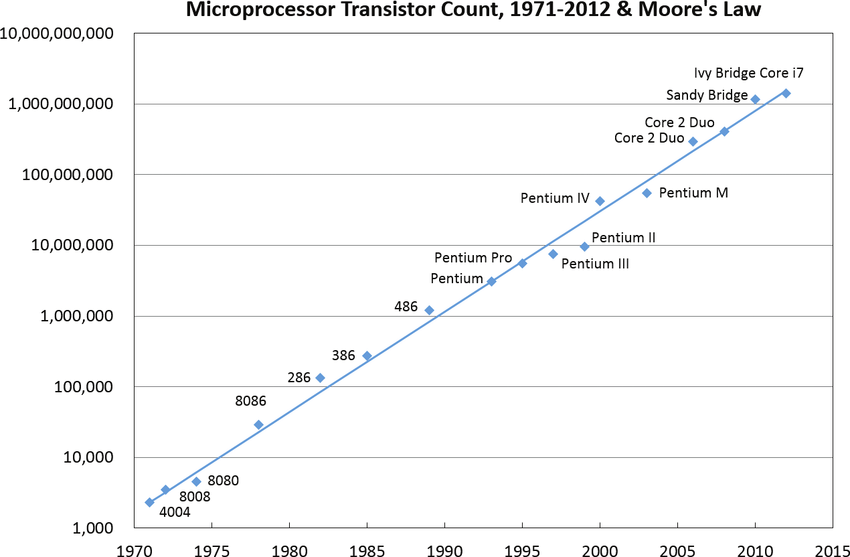 Microprocessor Transistor Count, 1971-2012 & Moore's Law
10,000,000,000
1,000,000,000
100,000,000
10,000,000
1,000,000
100,000
10,000
1,000
Ivy Bridge Core i7
Sandy Bridge
Core 2 Duo
Core 2 Duo
Pentium IV
Pentium M
Pentium II
Pentium Pro
Pentium III
Pentium
486
386
286
8086
8080
8008
4004
1970
1975
1980
1985
1990
1995
2000
2005
2010
2015